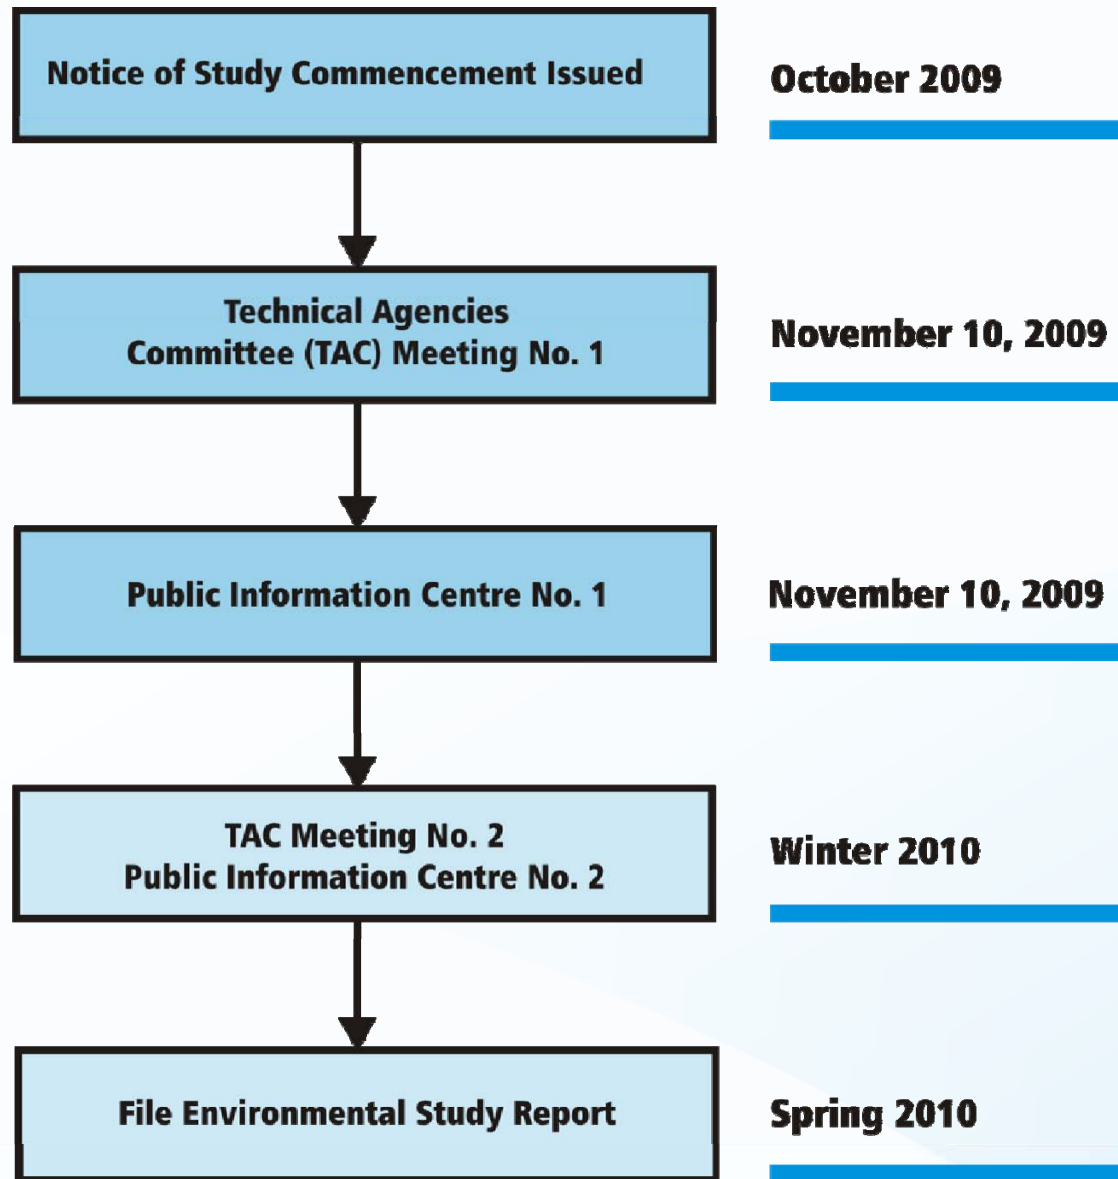 Notice of Study Commencement Issued
October 2009
Technical Agencies
Committee (TAC) Meeting No. 1
November 10, 2009
Public Information Centre No. 1
November 10, 2009
TAC Meeting No. 2
Public Information Centre No. 2
Winter 2010
File Environmental Study Report
Spring 2010